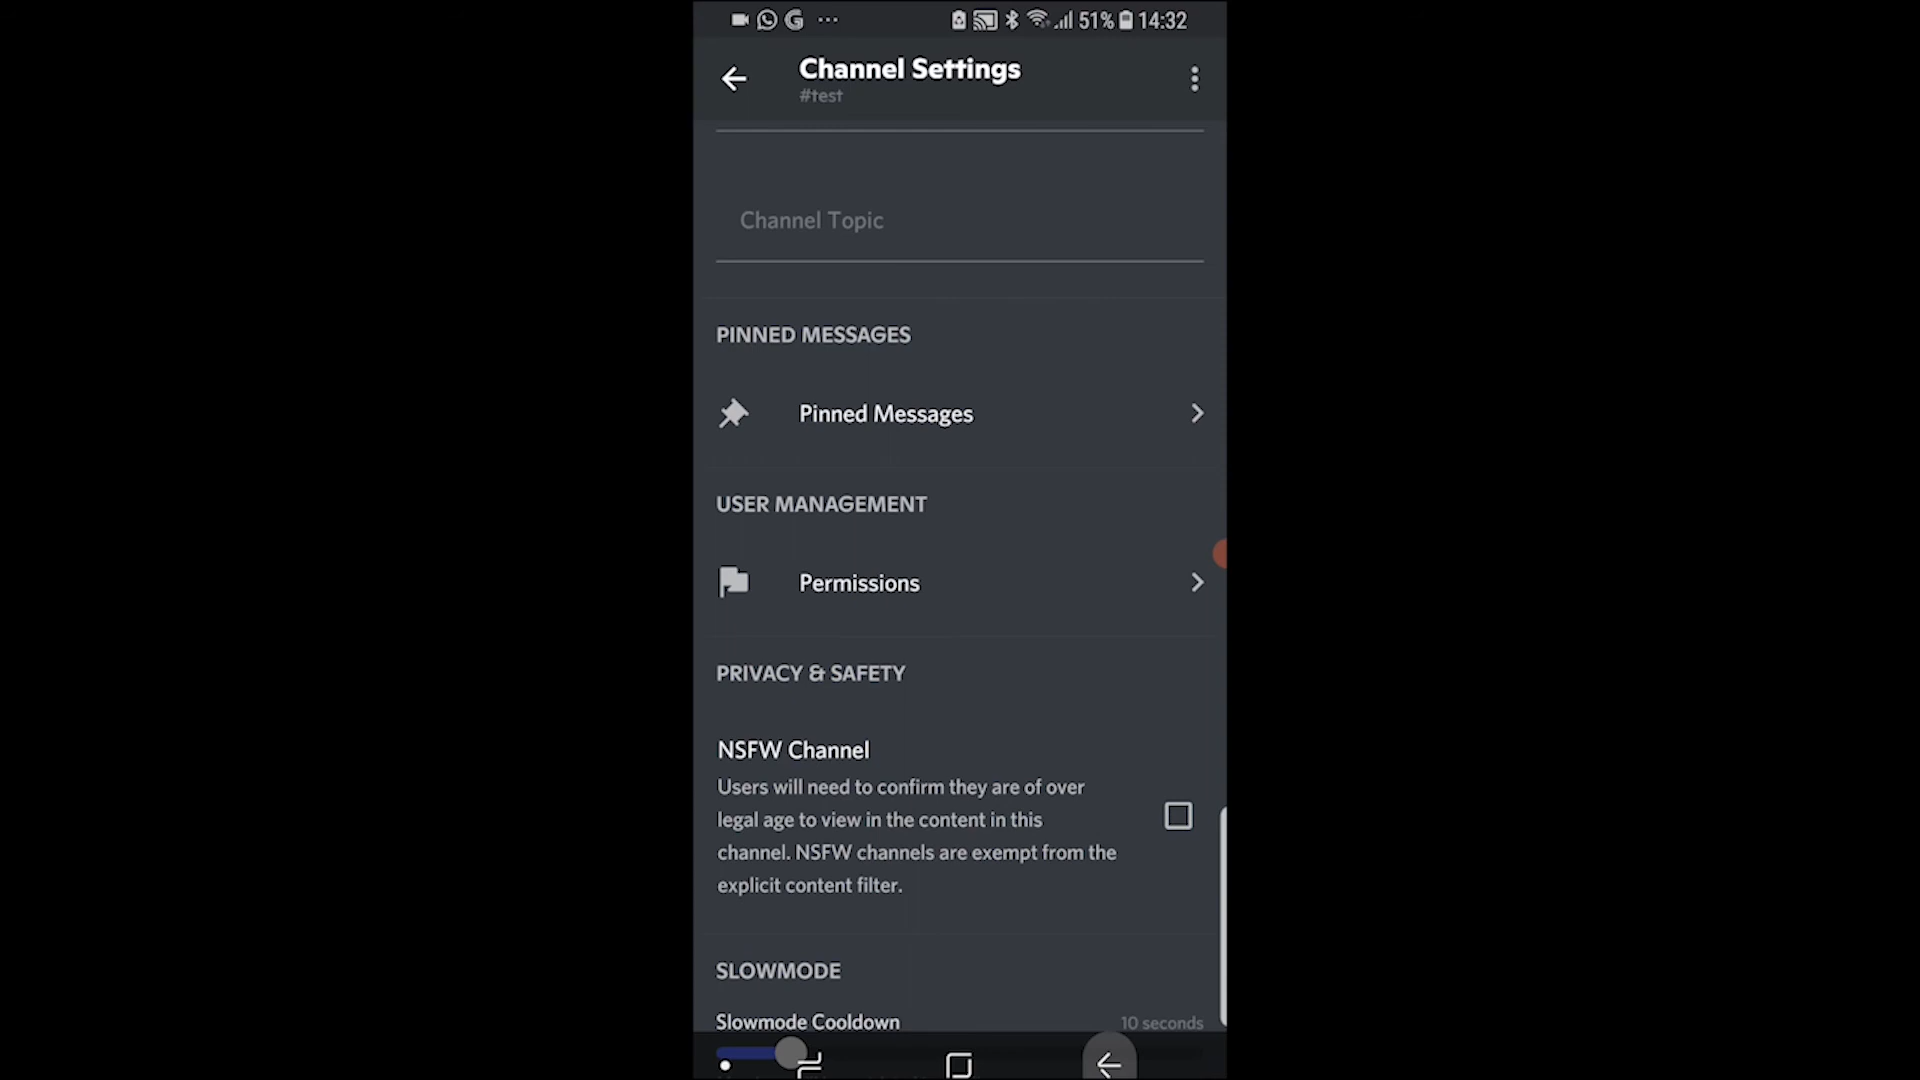 51% 14:32
Channel Settings
#test
Channel Topic
PINNED MESSAGES
Pinned Messages
USER MANAGEMENT
Permissions
PRIVACY & SAFETY
NSFW Channel
Users will need to confirm they are of over
legal age to view in the content in this
channel. NSFW channels are exempt from the
explicit content filter.
SLOWMODE
Slowmode Cooldown 10 seconds